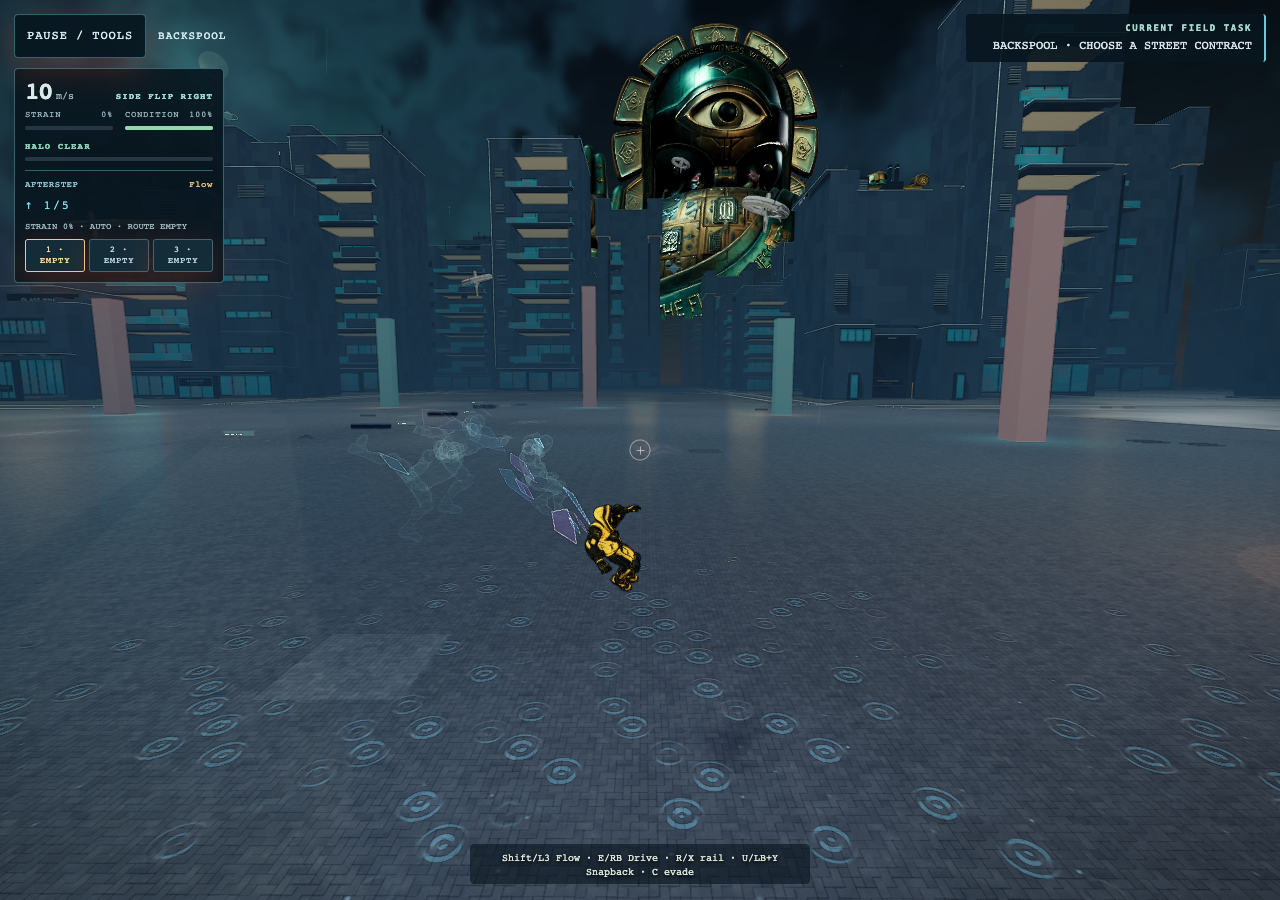 PAUSE / TOOLS
BACKSPOOL
CURRENT FIELD TASK
BACKSPOOL · CHOOSE A STREET CONTRACT
10 m/s
SIDE FLIP RIGHT
STRAIN 0%
CONDITION 100%
HALO CLEAR
AFTERSTEP
Flow
↑ 1/5
STRAIN 0% · AUTO · ROUTE EMPTY
1 · EMPTY
2 · EMPTY
3 · EMPTY
Shift/L3 Flow · E/RB Drive · R/X rail · U/LB+Y
Snapback · C evade